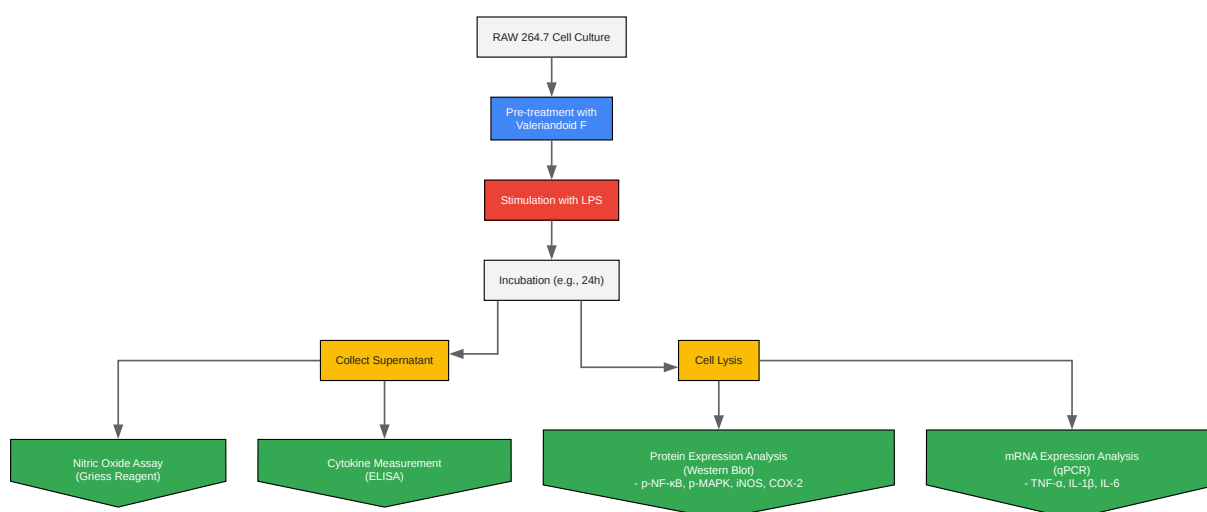 RAW 264.7 Cell Culture
Pre-treatment with
Valeriandoid F
Stimulation with LPS
Incubation (e.g., 24h)
Collect Supernatant
Cell Lysis
Nitric Oxide Assay
(Griess Reagent)
Cytokine Measurement
(ELISA)
Protein Expression Analysis
(Western Blot)
- p-NF-κB, p-MAPK, iNOS, COX-2
mRNA Expression Analysis
(qPCR)
- TNF-α, IL-1β, IL-6